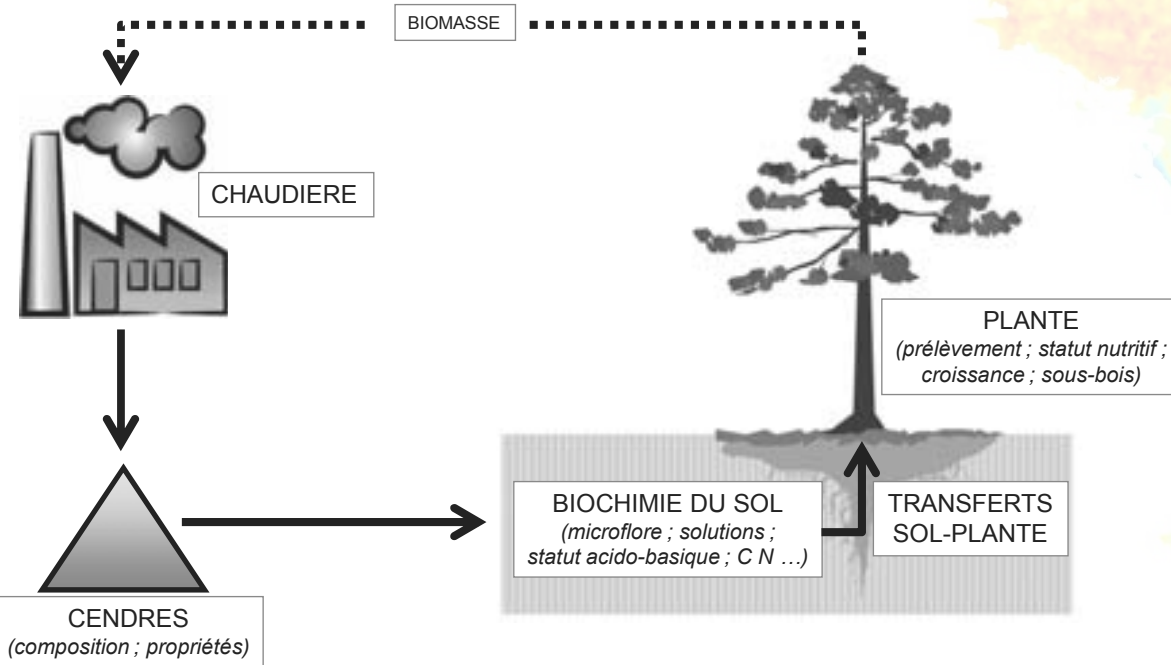 BIOMASSE
CHAUDIERE
PLANTE
(prélèvement ; statut nutritif ;
croissance ; sous-bois)
BIOCHIMIE DU SOL
(microflore ; solutions ;
statut acido-basique ; C N …)
TRANSFERTS
SOL-PLANTE
CENDRES
(composition ; propriétés)